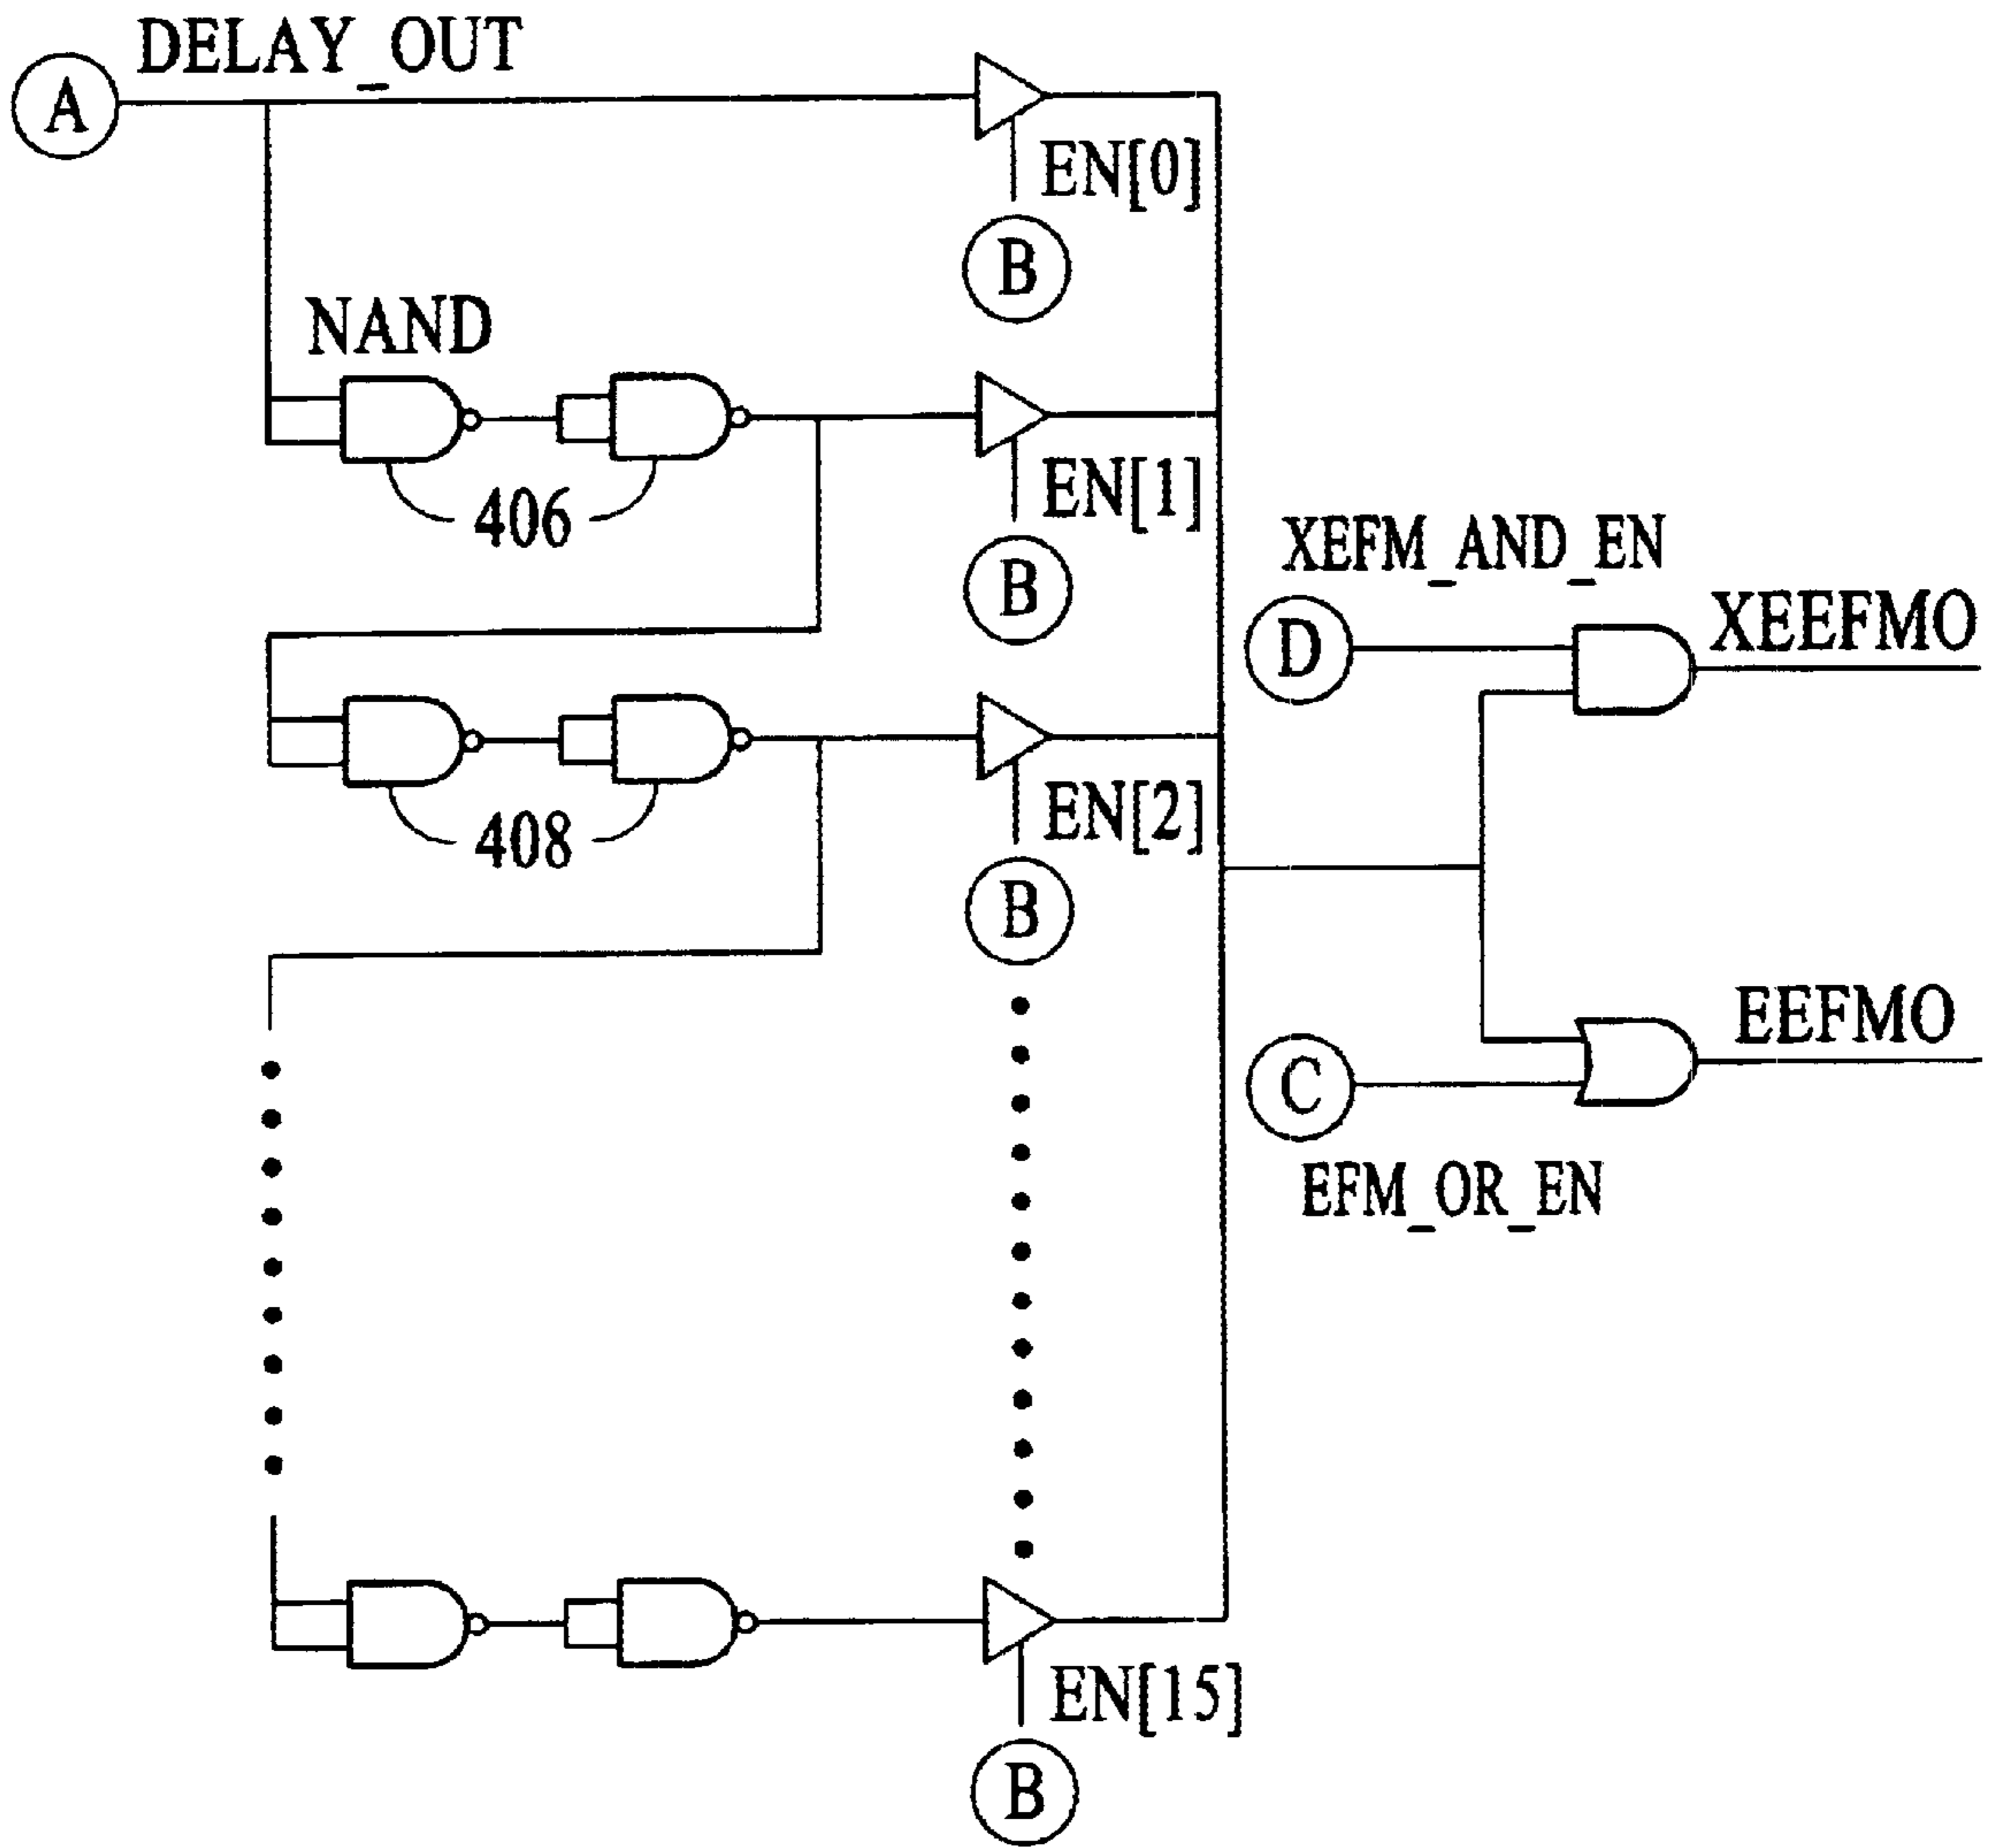 DELAY_OUT
A
EN[0]
B
NAND
406
EN[1]
B
XEFM_AND_EN
D
XEEFMO
408
EN[2]
B
EEFMO
C
EFM_OR_EN
EN[15]
B